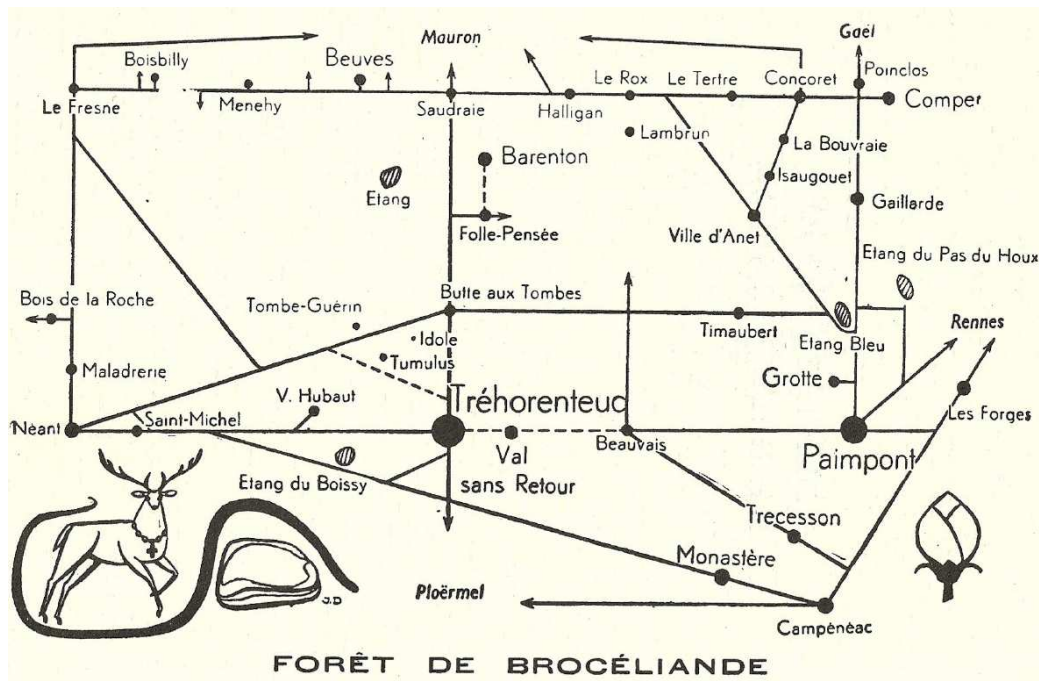 Mauron
Gaël
Boisbilly
Beuves
Le Rox
Le Tertre
Concoret
Poinclos
Le Fresne
Menehy
Saudraie
Halligan
Comper
Lambrun
La Bouvraie
Barenton
Isaugouet
Etang
Gaillarde
Folle-Pensée
Ville d'Anet
Etang du Pas du Houx
Bois de la Roche
Tombe-Guérin
Butte aux Tombes
Timaubert
Rennes
Idole
Etang Bleu
Tumulus
Maladrerie
Grotte
V. Hubaut
Tréhorenteuc
Les Forges
Néant
Saint-Michel
Beauvais
Val
sans Retour
Paimpont
Etang du Boissy
Trecesson
Monastère
Ploërmel
J.D
Campénéac
FORÊT DE BROCÉLIANDE